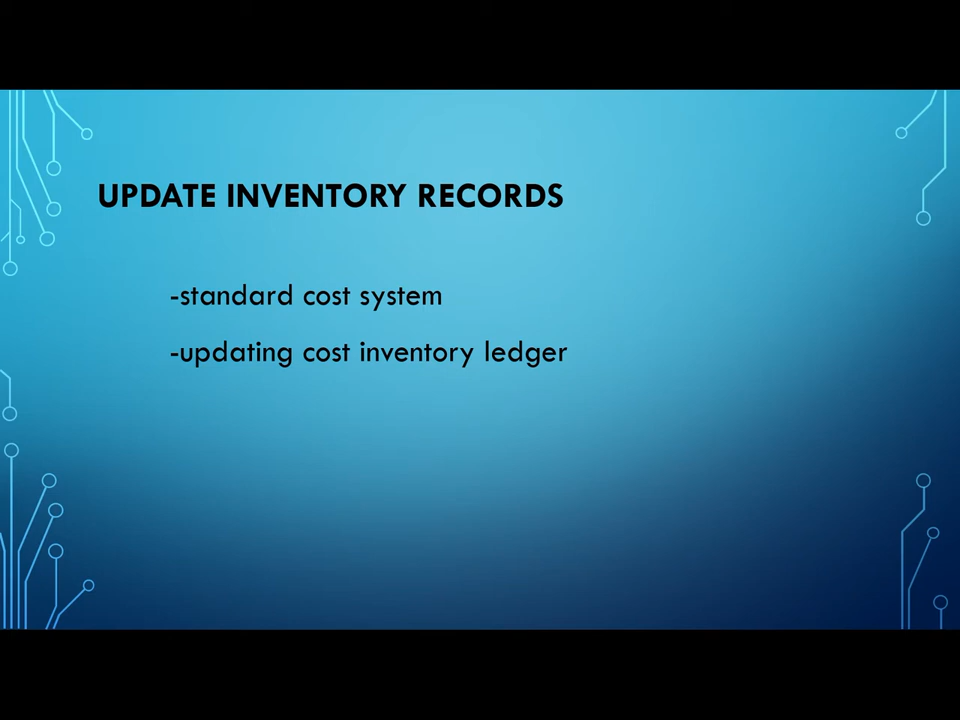 UPDATE INVENTORY RECORDS
-standard cost system
-updating cost inventory ledger